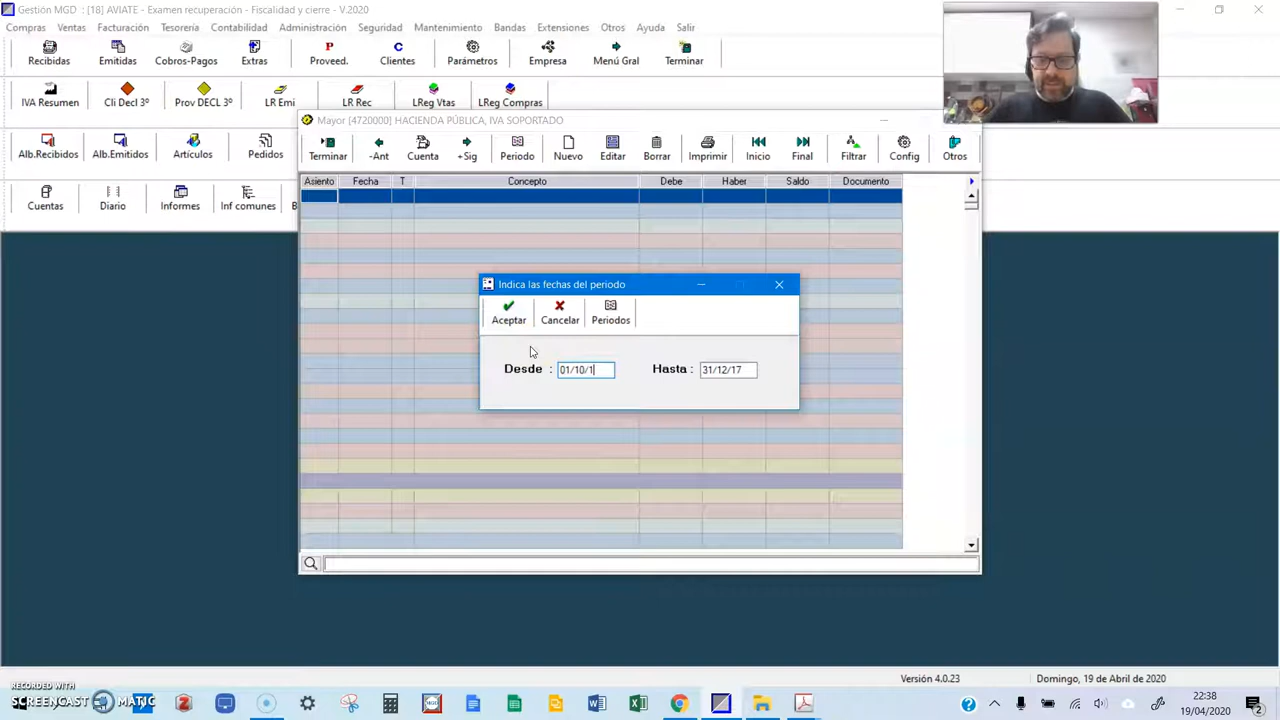 Gestión MGD : [18] AVIATE - Examen recuperación - Fiscalidad y cierre - V.2020
Compras Ventas Facturación Tesorería Contabilidad Administración Seguridad Mantenimiento Bandas Extensiones Otros Ayuda Salir
Recibidas Emitidas Cobros-Pagos Extras Proveed. Clientes Parámetros Empresa Menú Gral Terminar
IVA Resumen Cli Decl 3º Prov DECL 3º LR Emi LR Rec LReg Vtas LReg Compras
Mayor [4720000] HACIENDA PÚBLICA, IVA SOPORTADO
Alb.Recibidos Alb.Emitidos Artículos Pedidos
Terminar -Ant Cuenta +Sig Periodo Nuevo Editar Borrar Imprimir Inicio Final Filtrar Config Otros
Asiento Fecha T Concepto Debe Haber Saldo Documento
Cuentas Diario Informes Inf comunes
Indica las fechas del periodo
Aceptar Cancelar Periodos
Desde : 01/10/1 Hasta : 31/12/17
Versión 4.0.23 Domingo, 19 de Abril de 2020
RECORDED WITH
SCREENCAST MATIC
22:38
19/04/2020